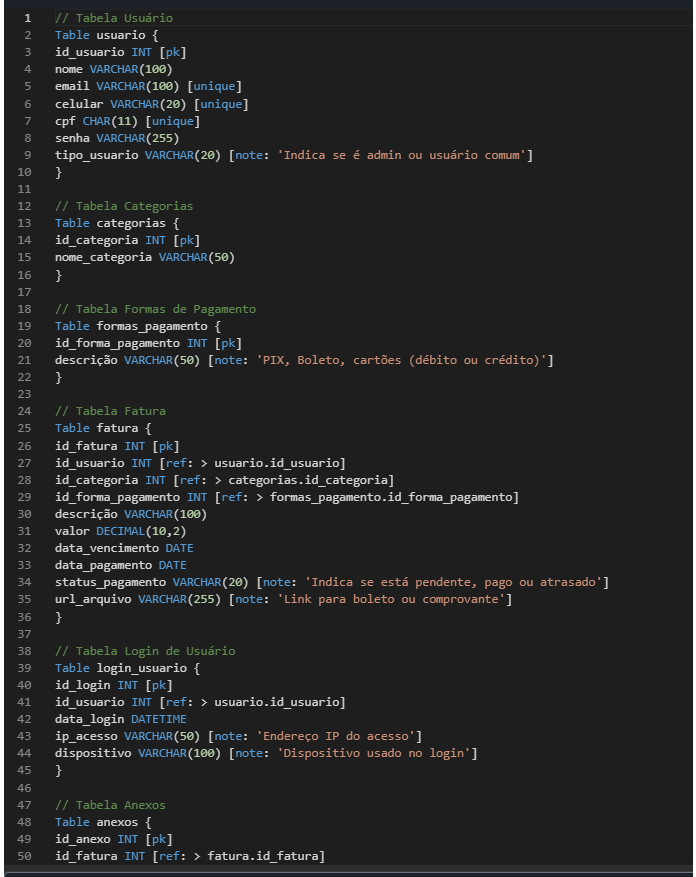 1 // Tabela Usuário
2 Table usuario {
3 id_usuario INT [pk]
4 nome VARCHAR(100)
5 email VARCHAR(100) [unique]
6 celular VARCHAR(20) [unique]
7 cpf CHAR(11) [unique]
8 senha VARCHAR(255)
9 tipo_usuario VARCHAR(20) [note: 'Indica se é admin ou usuário comum']
10 }
11
12 // Tabela Categorias
13 Table categorias {
14 id_categoria INT [pk]
15 nome_categoria VARCHAR(50)
16 }
17
18 // Tabela Formas de Pagamento
19 Table formas_pagamento {
20 id_forma_pagamento INT [pk]
21 descrição VARCHAR(50) [note: 'PIX, Boleto, cartões (débito ou crédito)']
22 }
23
24 // Tabela Fatura
25 Table fatura {
26 id_fatura INT [pk]
27 id_usuario INT [ref: > usuario.id_usuario]
28 id_categoria INT [ref: > categorias.id_categoria]
29 id_forma_pagamento INT [ref: > formas_pagamento.id_forma_pagamento]
30 descrição VARCHAR(100)
31 valor DECIMAL(10,2)
32 data_vencimento DATE
33 data_pagamento DATE
34 status_pagamento VARCHAR(20) [note: 'Indica se está pendente, pago ou atrasado']
35 url_arquivo VARCHAR(255) [note: 'Link para boleto ou comprovante']
36 }
37
38 // Tabela Login de Usuário
39 Table login_usuario {
40 id_login INT [pk]
41 id_usuario INT [ref: > usuario.id_usuario]
42 data_login DATETIME
43 ip_acesso VARCHAR(50) [note: 'Endereço IP do acesso']
44 dispositivo VARCHAR(100) [note: 'Dispositivo usado no login']
45 }
46
47 // Tabela Anexos
48 Table anexos {
49 id_anexo INT [pk]
50 id_fatura INT [ref: > fatura.id_fatura]